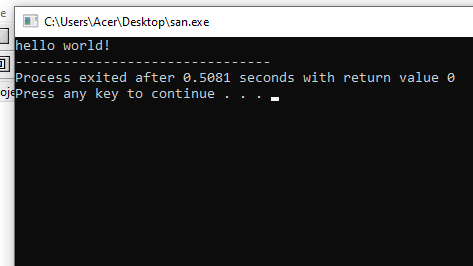 C:\Users\Acer\Desktop\san.exe
hello world!
--------------------------------
Process exited after 0.5081 seconds with return value 0
Press any key to continue . . .
oje